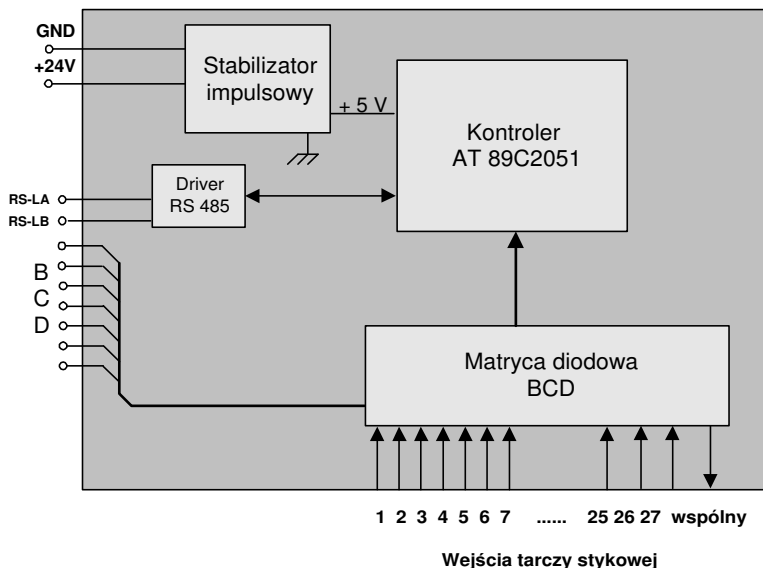 GND
+24V
Stabilizator
impulsowy
+ 5 V
Kontroler
AT 89C2051
Driver
RS 485
RS-LA
RS-LB
B
C
D
Matryca diodowa
BCD
1 2 3 4 5 6 7 ...... 25 26 27 wspólny
Wejścia tarczy stykowej